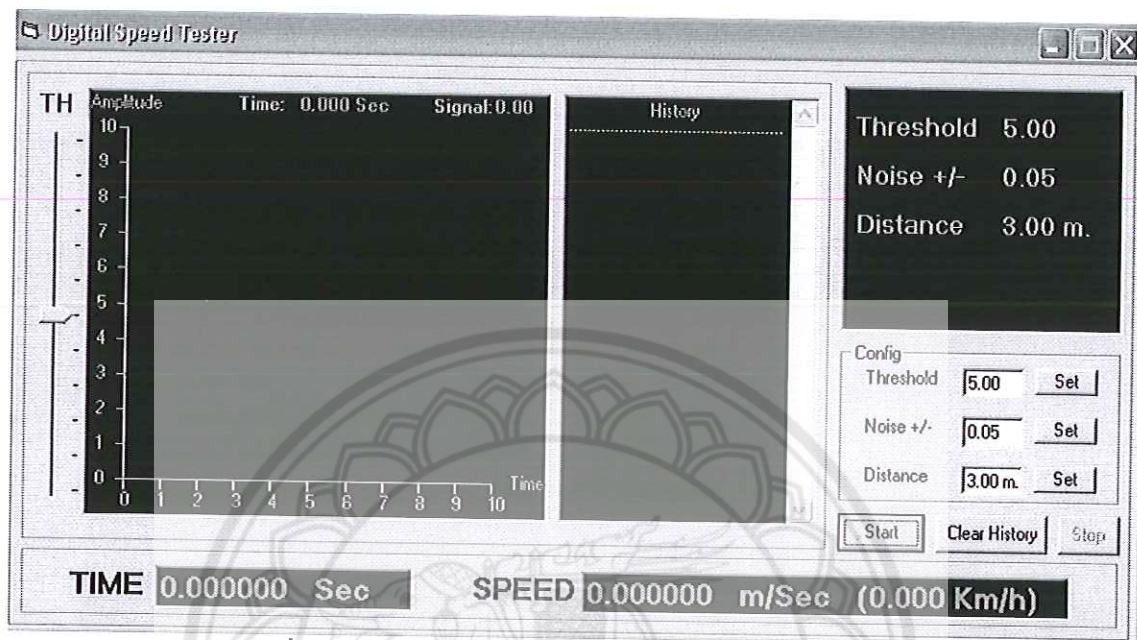 Digital Speed Tester
TH
Amplitude Time: 0.000 Sec Signal: 0.00
10
9
8
7
6
5
4
3
2
1
0
0 1 2 3 4 5 6 7 8 9 10
Time
History
Threshold 5.00
Noise +/- 0.05
Distance 3.00 m.
Config
Threshold 5.00 Set
Noise +/- 0.05 Set
Distance 3.00 m. Set
Start Clear History Stop
TIME 0.000000 Sec SPEED 0.000000 m/Sec (0.000 Km/h)